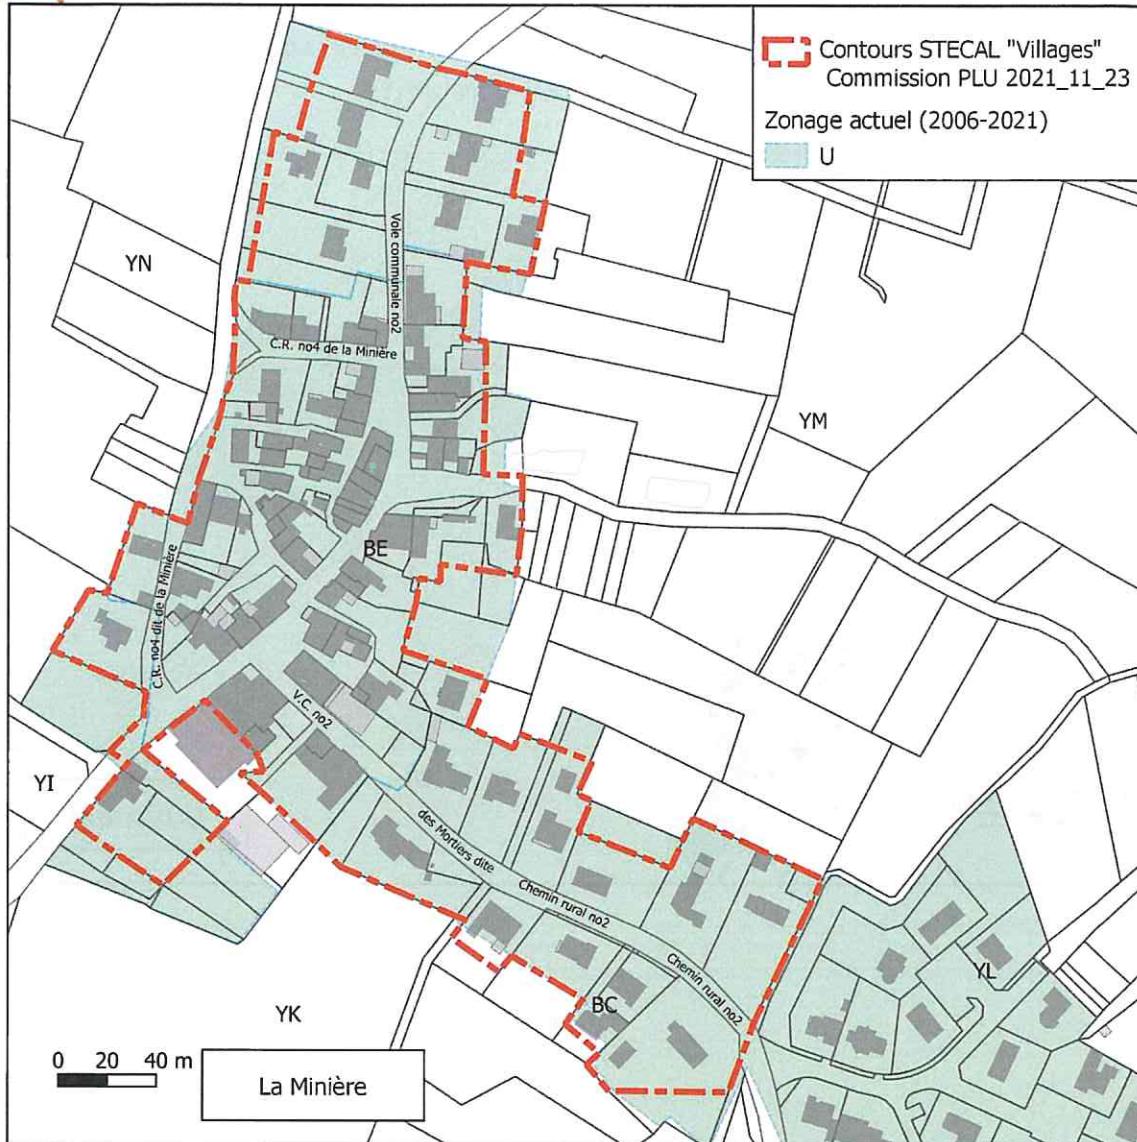 Contours STECAL "Villages"
Commission PLU 2021_11_23
Zonage actuel (2006-2021)
U
YN
Voie communale no2
C.R. no4 de la Minière
YM
BE
C.R. no4 dit de la Minière
V.C. no2
YI
des Mortiers dite
Chemin rural no2
Chemin rural no2
YL
BC
YK
0 20 40 m
La Minière